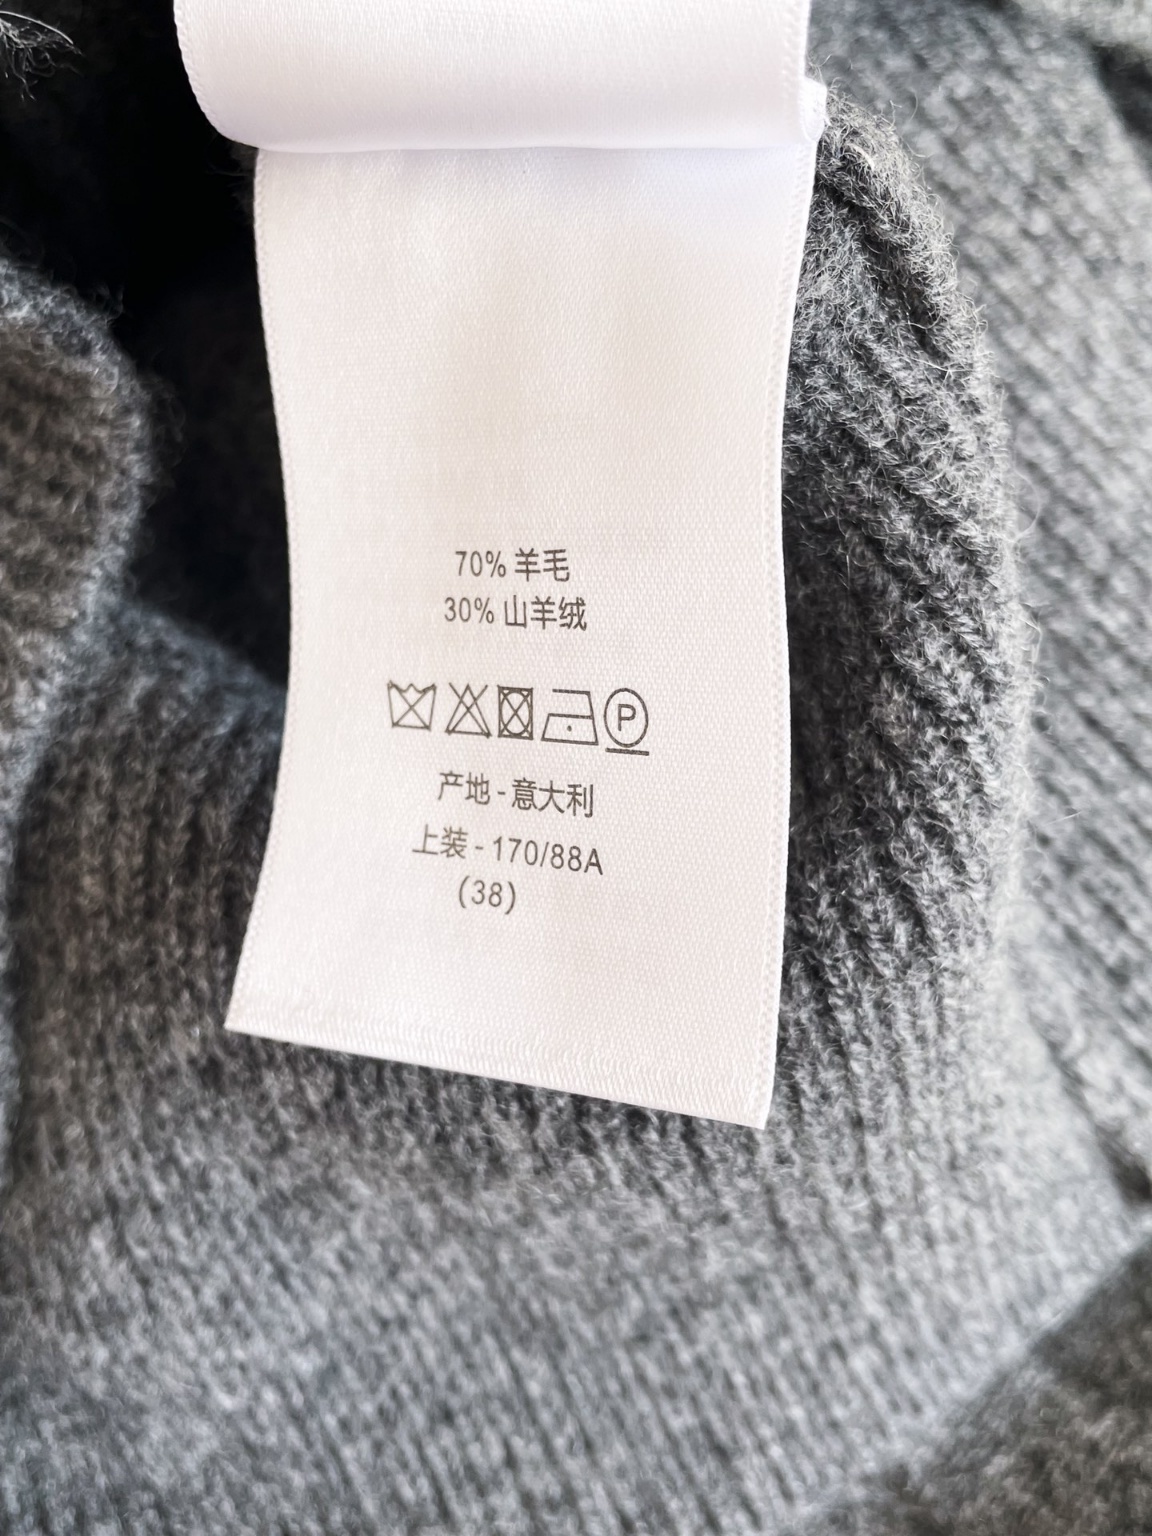 70% 羊毛
30% 山羊绒
P
产地 - 意大利
上装 - 170/88A
(38)